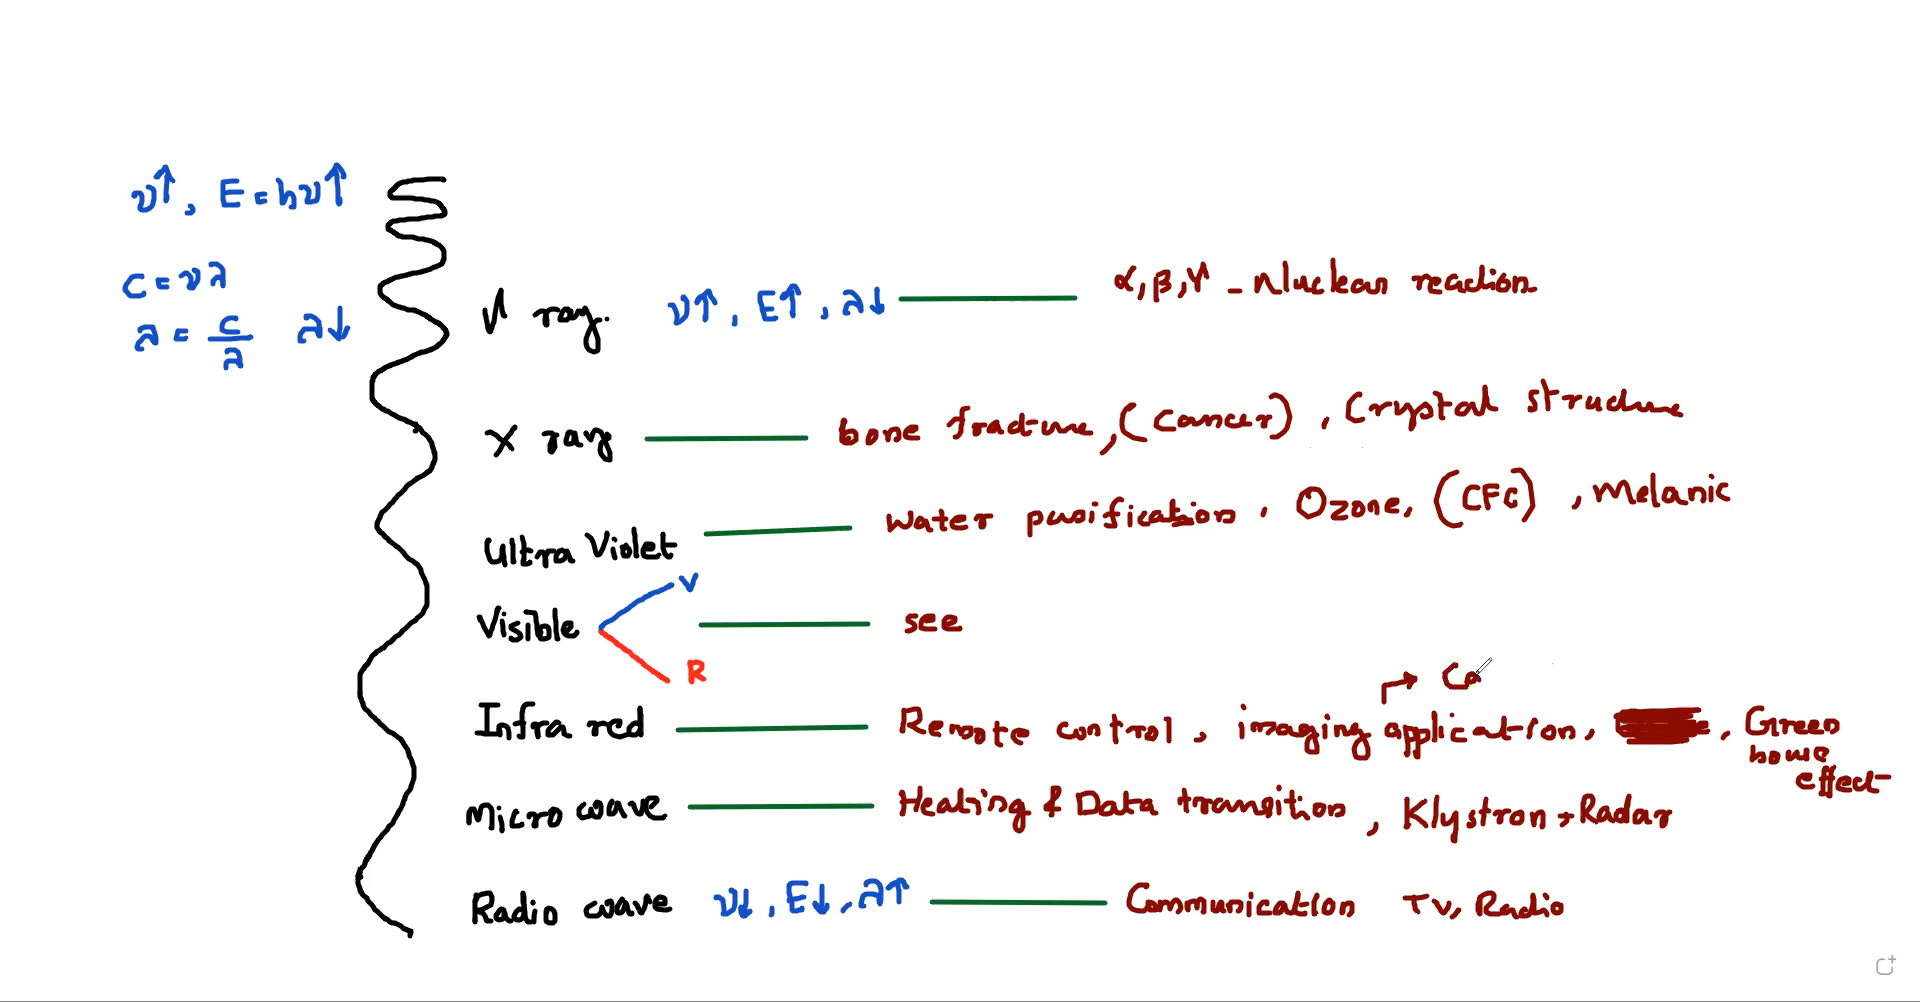 ν↑, E = hν↑
c = νλ
λ = c/λ λ↓
γ ray. ν↑, E↑, λ↓ α, β, γ - Nuclear reaction
X ray bone fracture, (Cancer), Crystal structure
Ultra Violet water purification, Ozone, (CFC), Melanic
Visible V R see
Co
Infra red Remote control, imaging application, , Green house effect
Micro wave Heating & Data transition, Klystron → Radar
Radio wave ν↓, E↓, λ↑ Communication TV, Radio